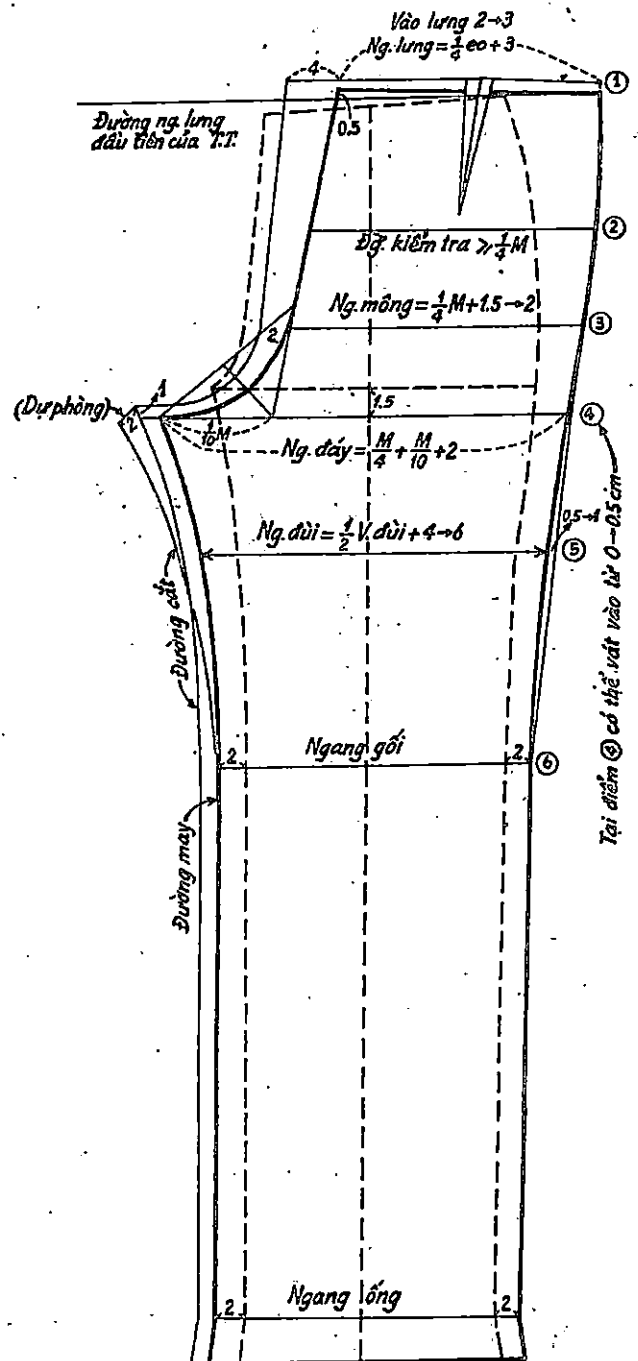 Vào lưng 2→3
Ng. lưng = 1/4 eo + 3
4
①
Đường ng. lưng
đầu tiên của T.T.
0.5
②
Đg. kiểm tra ⩾ 1/4 M
Ng. mông = 1/4 M + 1.5→2
③
2
1.5
(Dự phòng)
2
1
④
1/10 M
Ng. đáy = M/4 + M/10 + 2
0.5→1
Ng. đùi = 1/2 V. đùi + 4→6
⑤
Tại điểm ④ có thể vát vào từ 0→0.5 cm
Đường cắt
2
Ngang gối
2
⑥
Đường may
2
Ngang ống
2